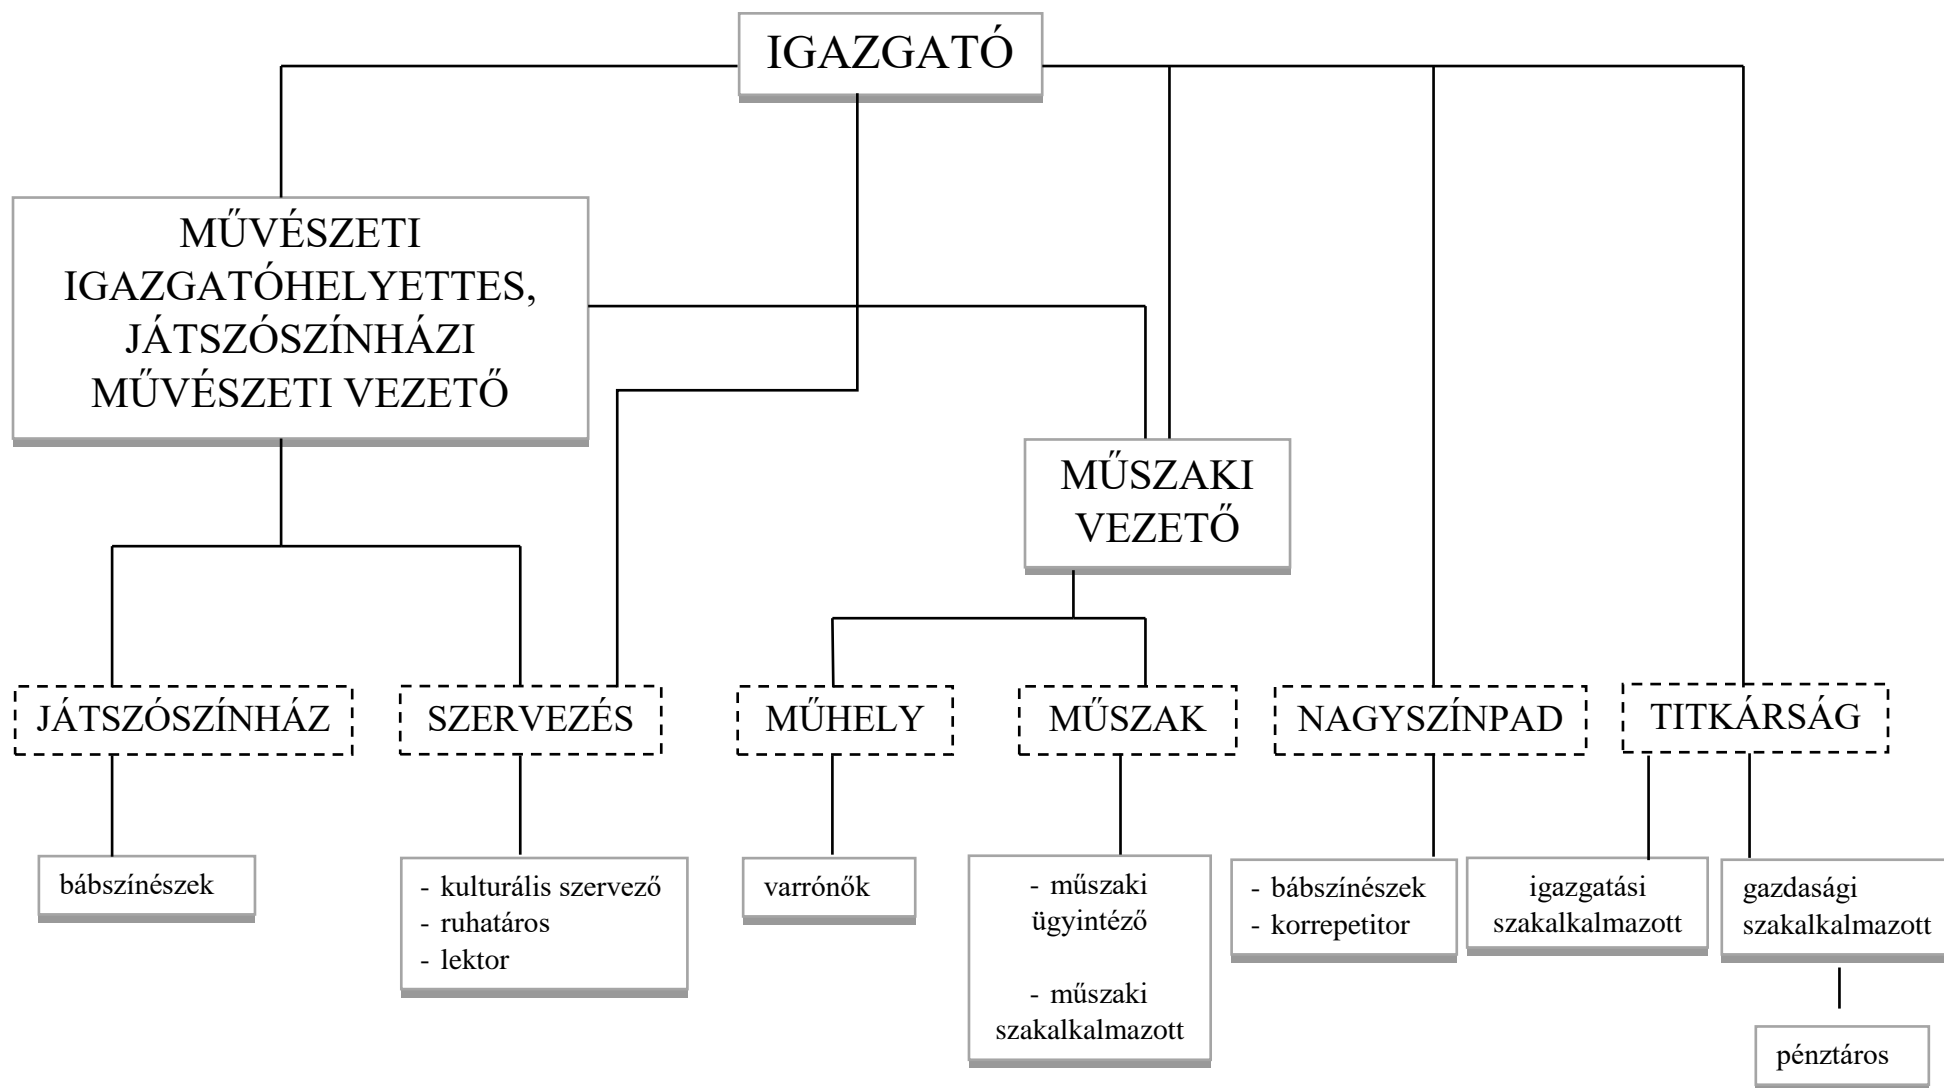 IGAZGATÓ
MŰVÉSZETI
IGAZGATÓHELYETTES,
JÁTSZÓSZÍNHÁZI
MŰVÉSZETI VEZETŐ
MŰSZAKI
VEZETŐ
JÁTSZÓSZÍNHÁZ
SZERVEZÉS
MŰHELY
MŰSZAK
NAGYSZÍNPAD
TITKÁRSÁG
bábszínészek
- kulturális szervező
- ruhatáros
- lektor
varrónők
- műszaki
ügyintéző
- műszaki
szakalkalmazott
- bábszínészek
- korrepetitor
igazgatási
szakalkalmazott
gazdasági
szakalkalmazott
pénztáros